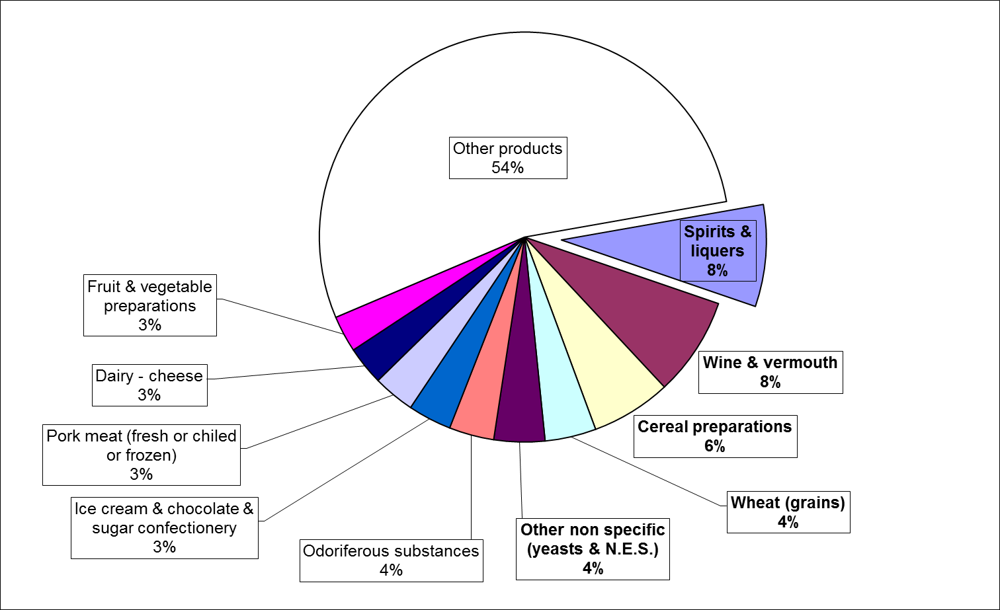 Other products
54%
Spirits &
liquers
8%
Wine & vermouth
8%
Cereal preparations
6%
Wheat (grains)
4%
Other non specific
(yeasts & N.E.S.)
4%
Odoriferous substances
4%
Ice cream & chocolate &
sugar confectionery
3%
Pork meat (fresh or chiled
or frozen)
3%
Dairy - cheese
3%
Fruit & vegetable
preparations
3%